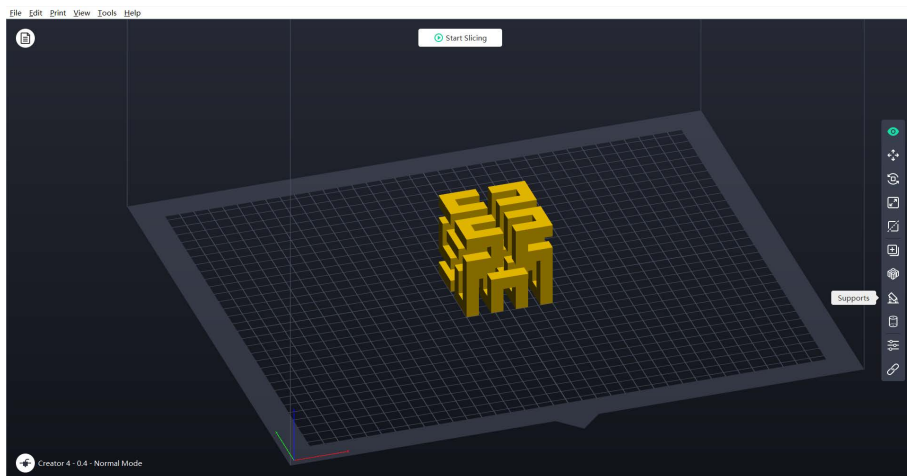 File Edit Print View Tools Help
Start Slicing
Supports
Creator 4 - 0.4 - Normal Mode